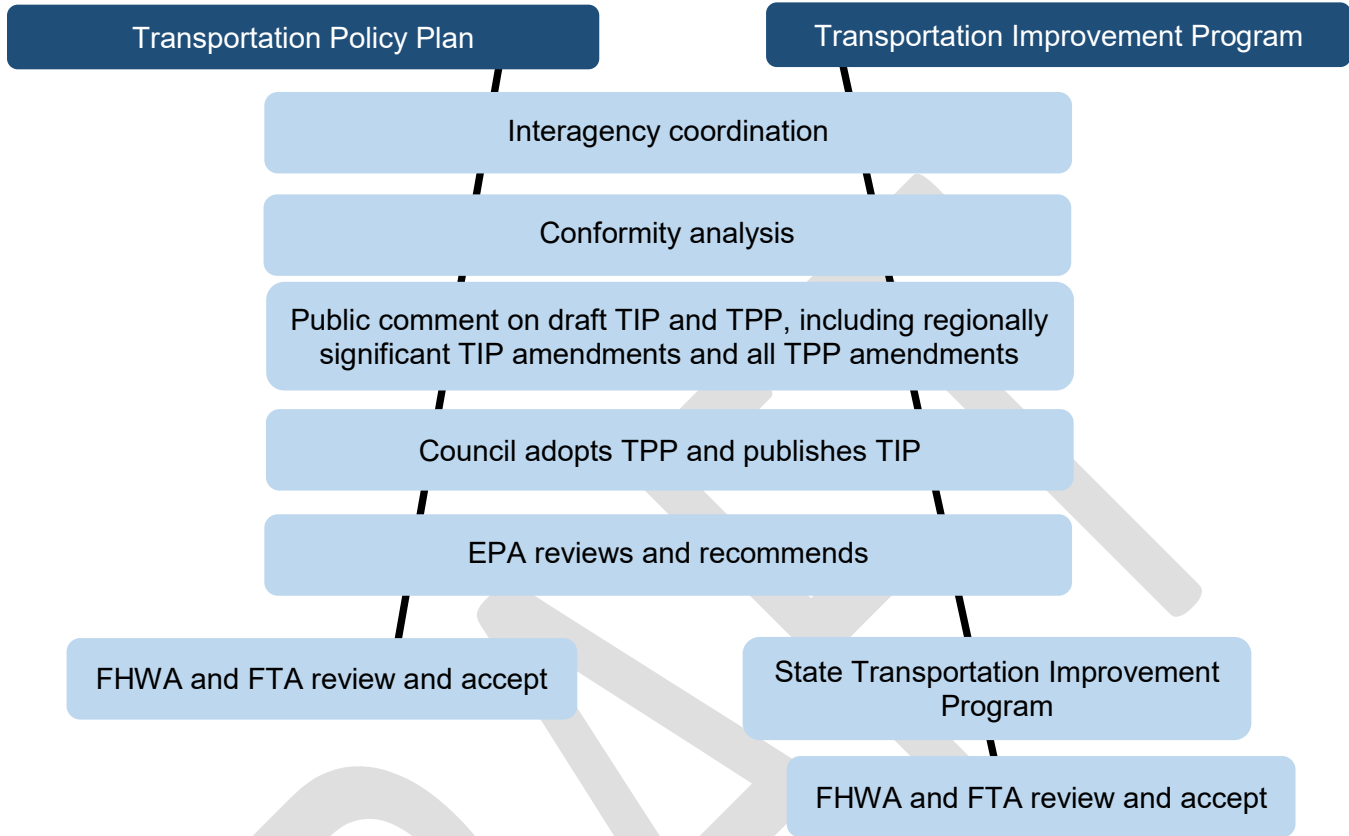 Transportation Policy Plan
Transportation Improvement Program
Interagency coordination
Conformity analysis
Public comment on draft TIP and TPP, including regionally
significant TIP amendments and all TPP amendments
Council adopts TPP and publishes TIP
EPA reviews and recommends
FHWA and FTA review and accept
State Transportation Improvement
Program
FHWA and FTA review and accept